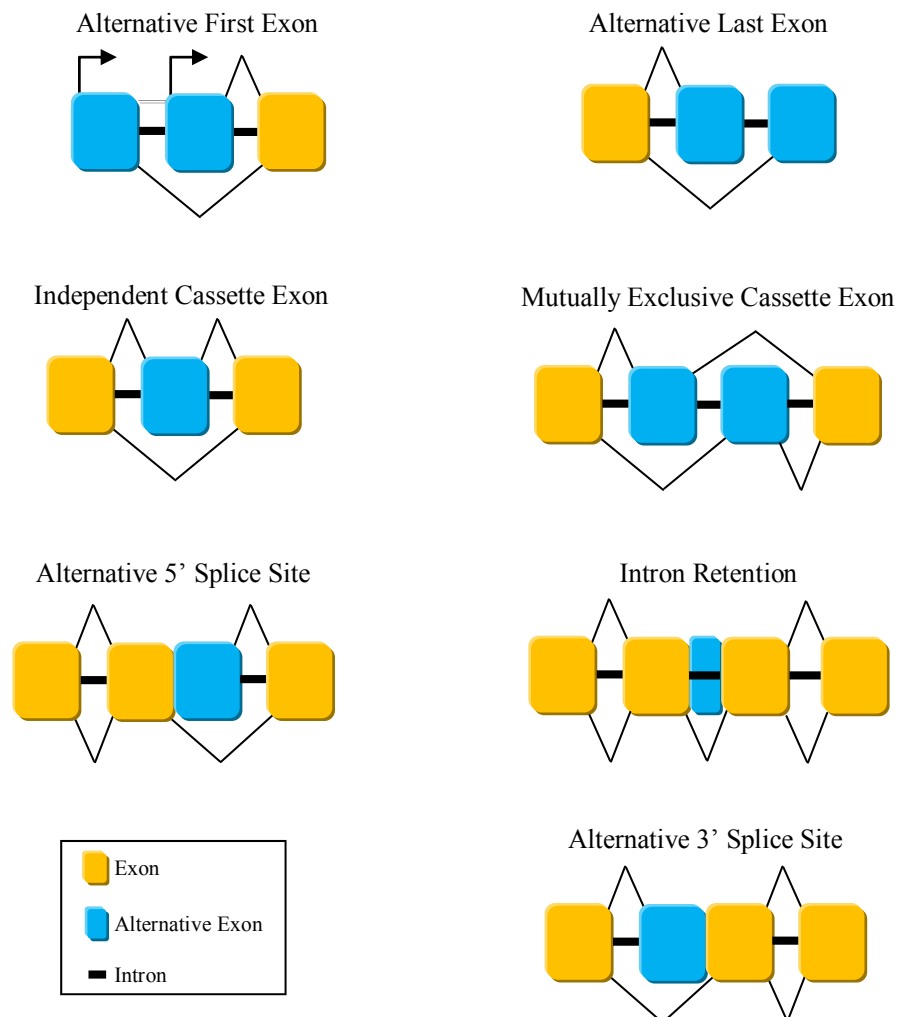 Alternative First Exon
Alternative Last Exon
Independent Cassette Exon
Mutually Exclusive Cassette Exon
Alternative 5’ Splice Site
Intron Retention
Alternative 3’ Splice Site
Exon
Alternative Exon
Intron